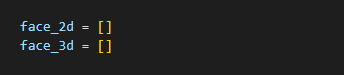 face_2d = []
face_3d = []